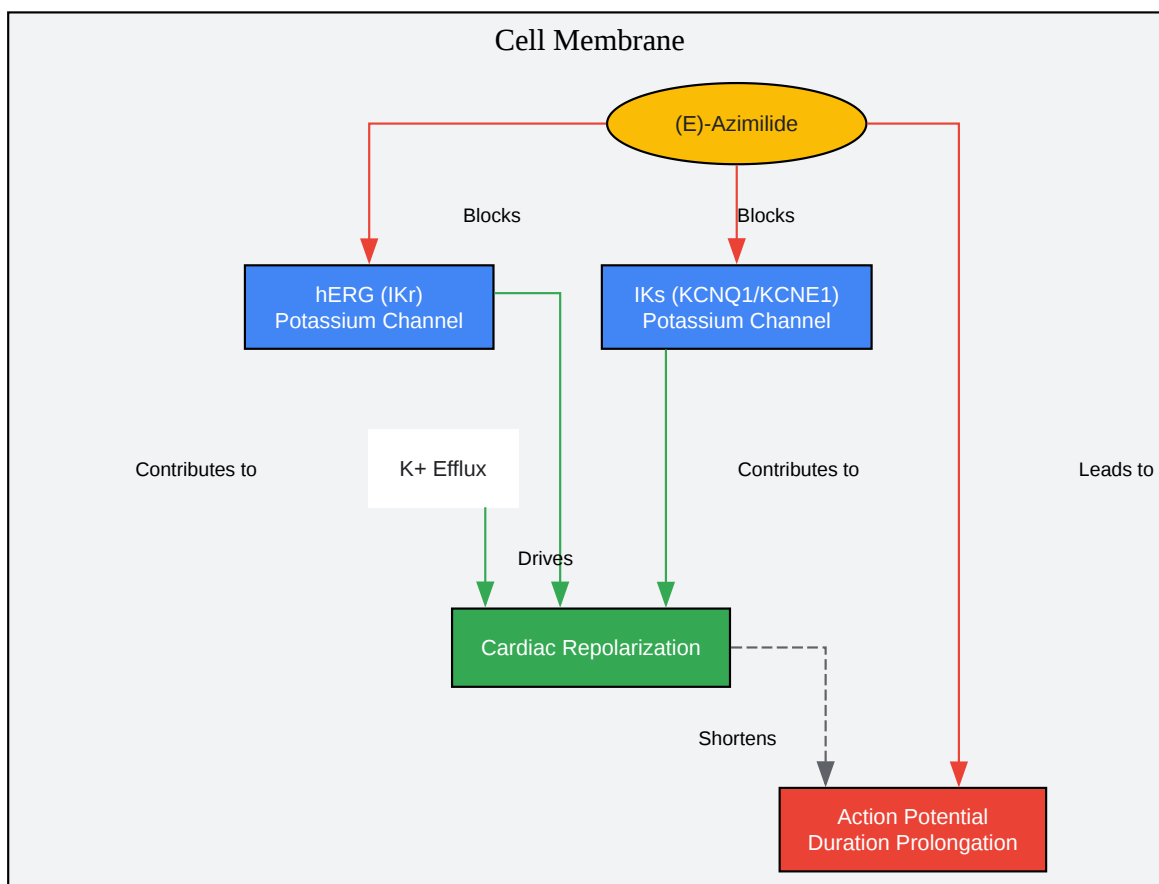 Cell Membrane
(E)-Azimilide
Blocks
Blocks
hERG (IKr)
Potassium Channel
IKs (KCNQ1/KCNE1)
Potassium Channel
Contributes to
K+ Efflux
Contributes to
Leads to
Drives
Cardiac Repolarization
Shortens
Action Potential
Duration Prolongation